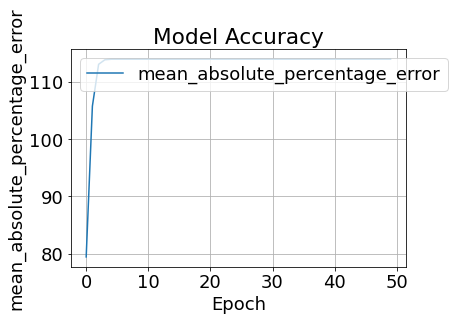 Model Accuracy
mean_absolute_percentage_error
mean_absolute_percentage_error
110
100
90
80
0 10 20 30 40 50
Epoch